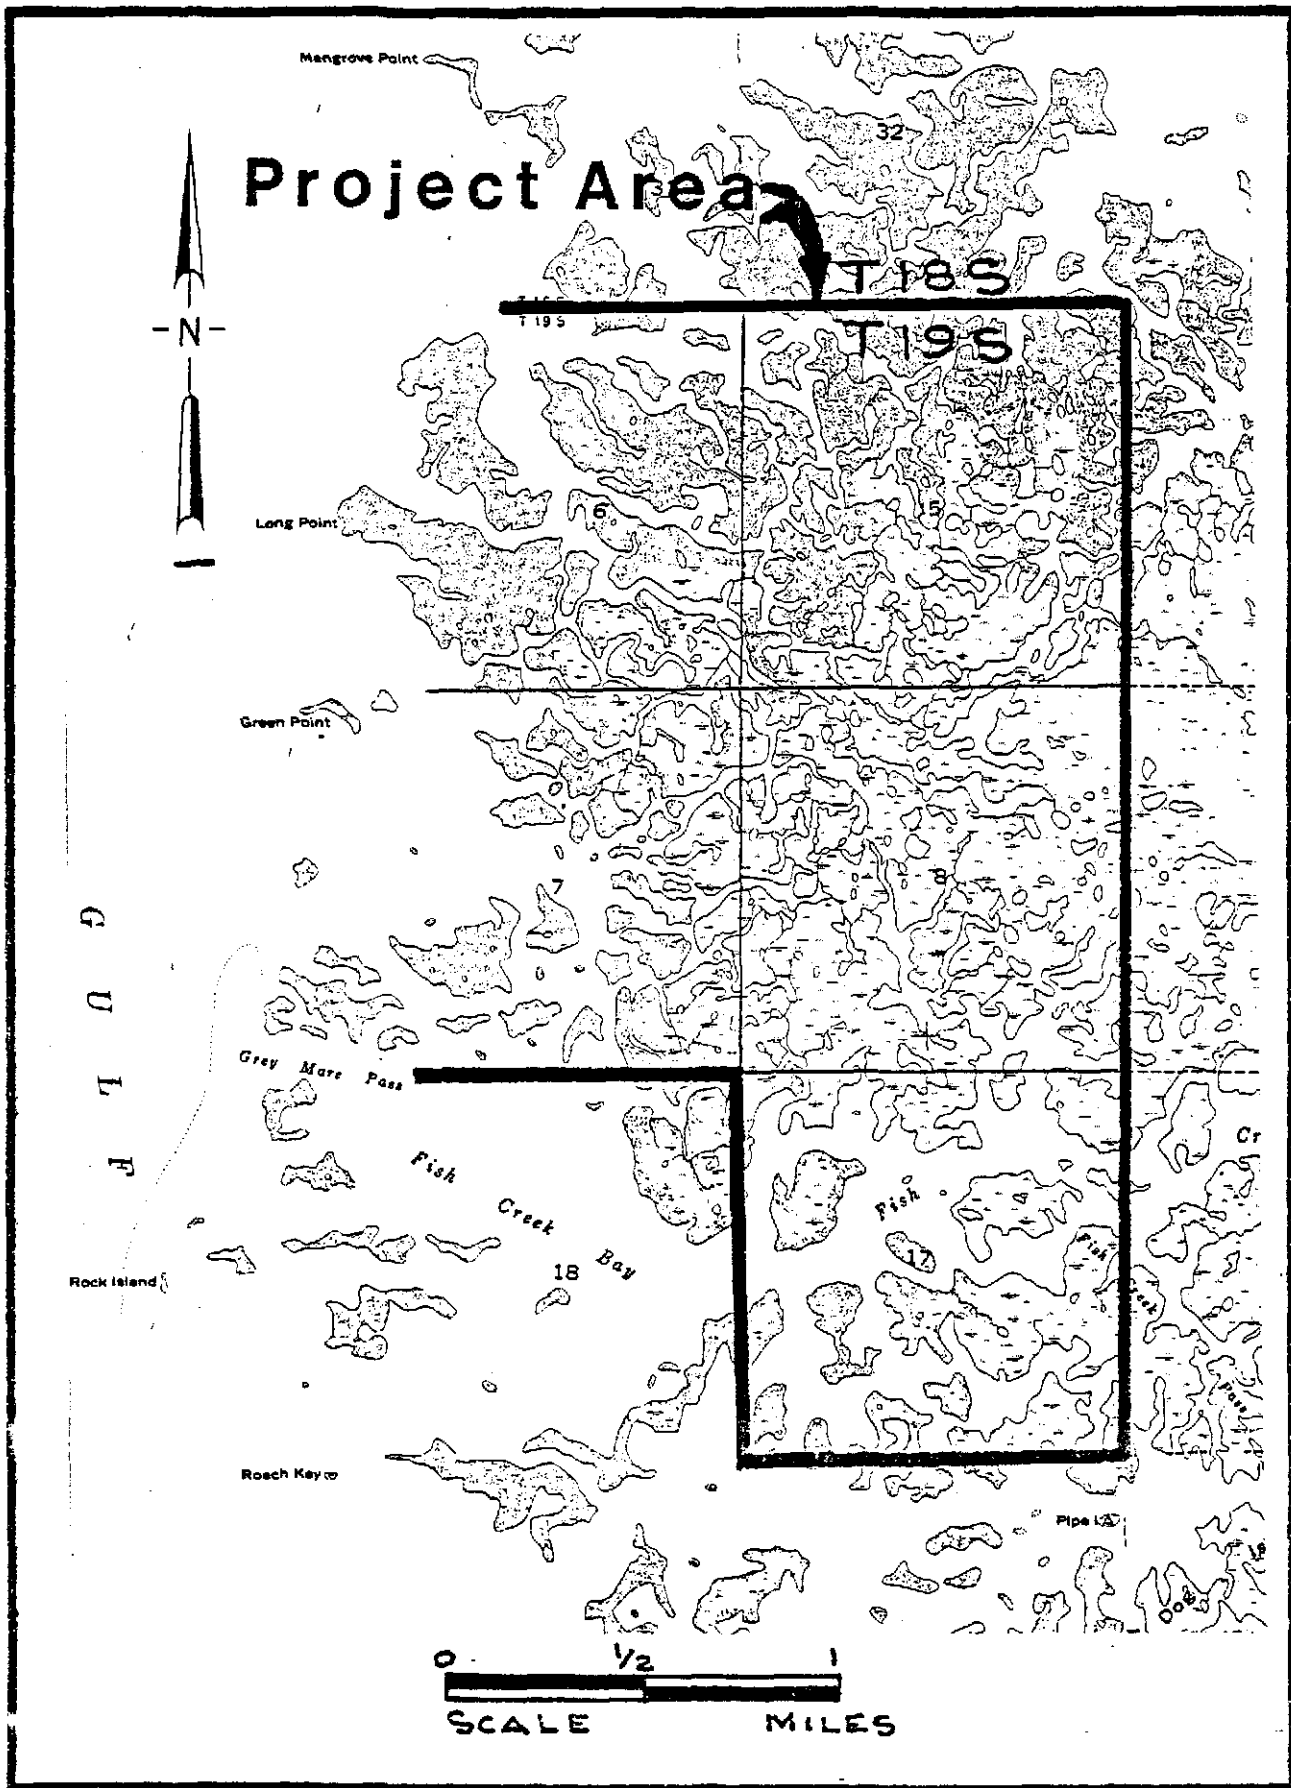 Mangrove Point
32
Project Area
T18S
T 19 S
T19S
-N-
Long Point
6
5
Green Point
8
7
GULF
Grey Mare Pass
Cr
Fish Creek Bay
Fish
17
Fish Creek
18
Rock Island
Pass
Roach Key
Pipe I
0 1/2 1
SCALE MILES